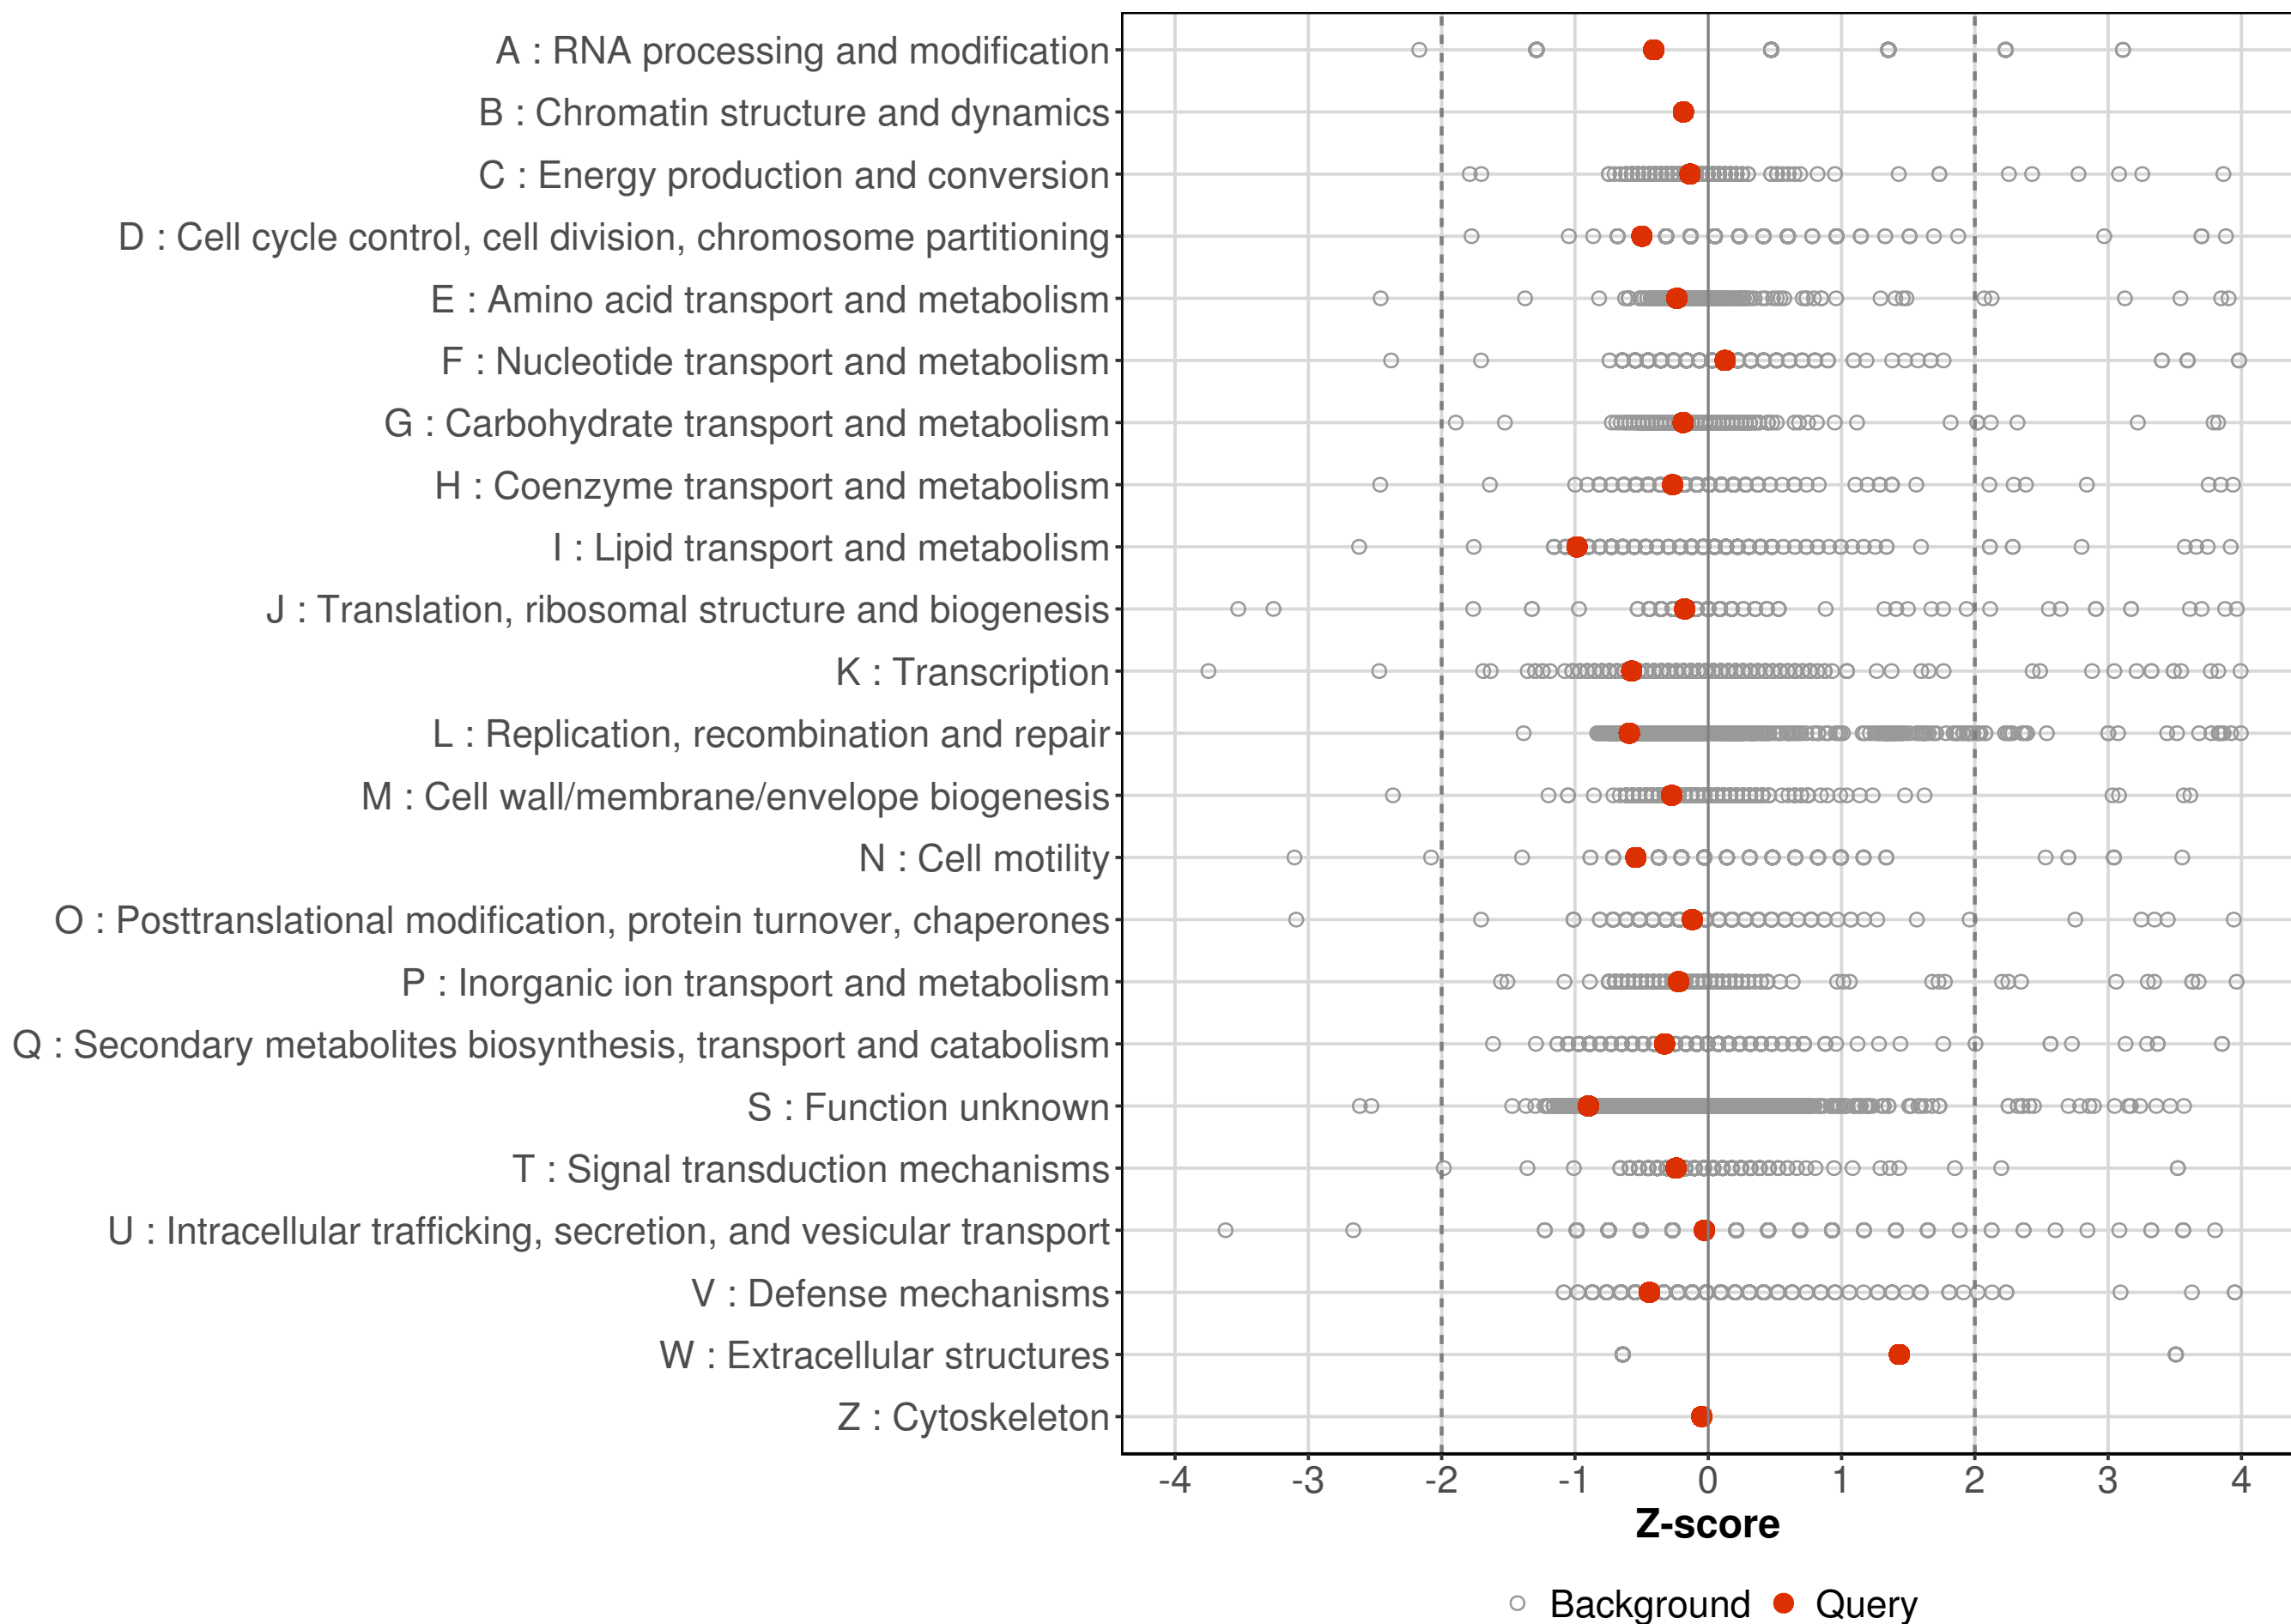 A : RNA processing and modification
B : Chromatin structure and dynamics
C : Energy production and conversion
D : Cell cycle control, cell division, chromosome partitioning
E : Amino acid transport and metabolism
F : Nucleotide transport and metabolism
G : Carbohydrate transport and metabolism
H : Coenzyme transport and metabolism
I : Lipid transport and metabolism
J : Translation, ribosomal structure and biogenesis
K : Transcription
L : Replication, recombination and repair
M : Cell wall/membrane/envelope biogenesis
N : Cell motility
O : Posttranslational modification, protein turnover, chaperones
P : Inorganic ion transport and metabolism
Q : Secondary metabolites biosynthesis, transport and catabolism
S : Function unknown
T : Signal transduction mechanisms
U : Intracellular trafficking, secretion, and vesicular transport
V : Defense mechanisms
W : Extracellular structures
Z : Cytoskeleton
-4 -3 -2 -1 0 1 2 3 4
Z-score
Background Query